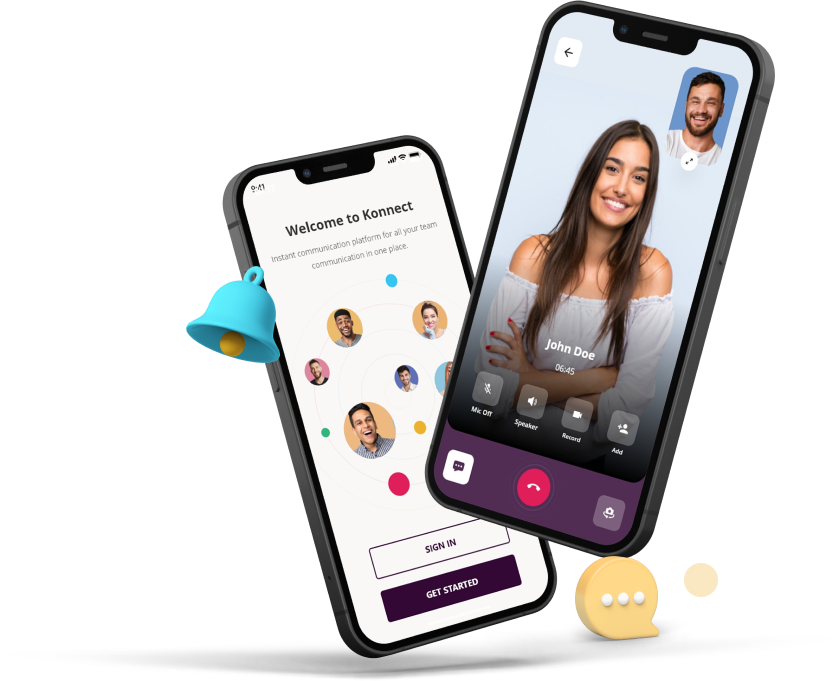 9:41
Welcome to Konnect
Instant communication platform for all your team
communication in one place.
SIGN IN
GET STARTED
John Doe
06:45
Mic Off
Speaker
Record
Add